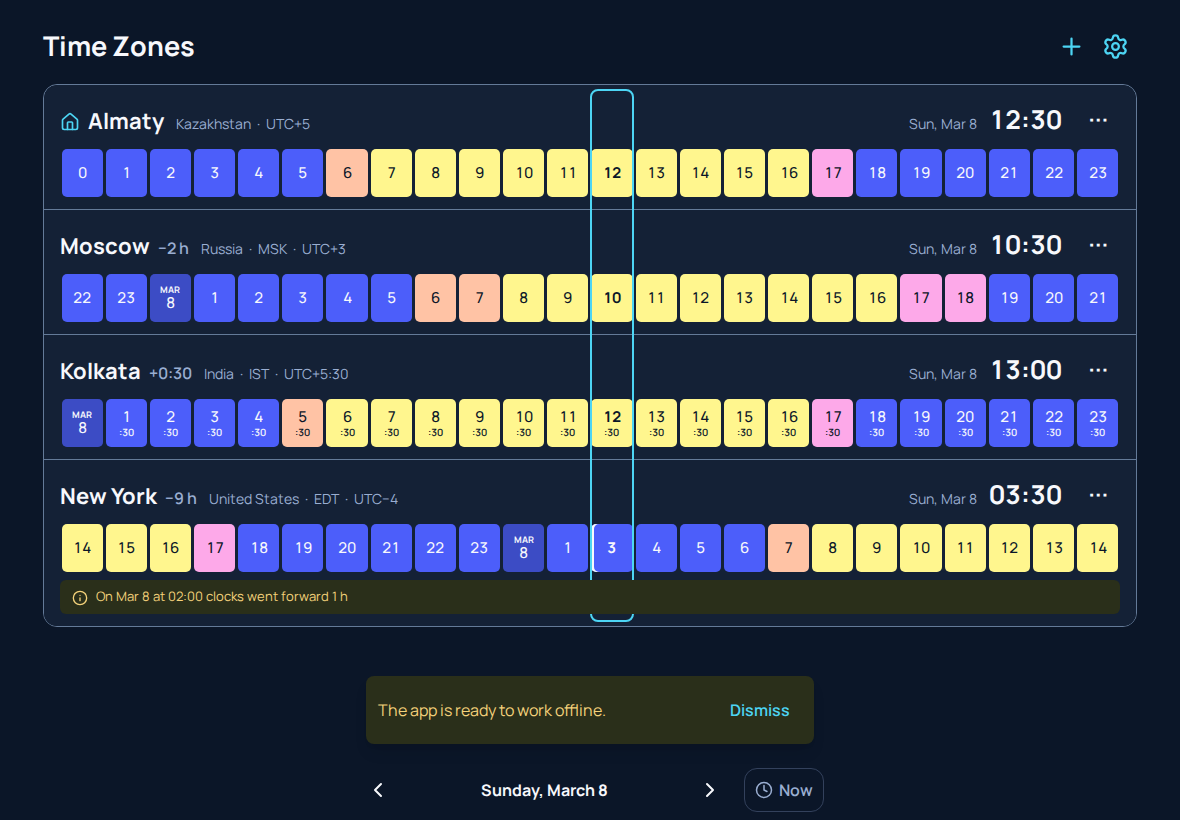 Time Zones
Almaty Kazakhstan · UTC+5 Sun, Mar 8 12:30 ···
0 1 2 3 4 5 6 7 8 9 10 11 12 13 14 15 16 17 18 19 20 21 22 23
Moscow −2 h Russia · MSK · UTC+3 Sun, Mar 8 10:30 ···
22 23 MAR 8 1 2 3 4 5 6 7 8 9 10 11 12 13 14 15 16 17 18 19 20 21
Kolkata +0:30 India · IST · UTC+5:30 Sun, Mar 8 13:00 ···
MAR 8 1:30 2:30 3:30 4:30 5:30 6:30 7:30 8:30 9:30 10:30 11:30 12:30 13:30 14:30 15:30 16:30 17:30 18:30 19:30 20:30 21:30 22:30 23:30
New York −9 h United States · EDT · UTC−4 Sun, Mar 8 03:30 ···
14 15 16 17 18 19 20 21 22 23 MAR 8 1 3 4 5 6 7 8 9 10 11 12 13 14
On Mar 8 at 02:00 clocks went forward 1 h
The app is ready to work offline. Dismiss
Sunday, March 8 Now